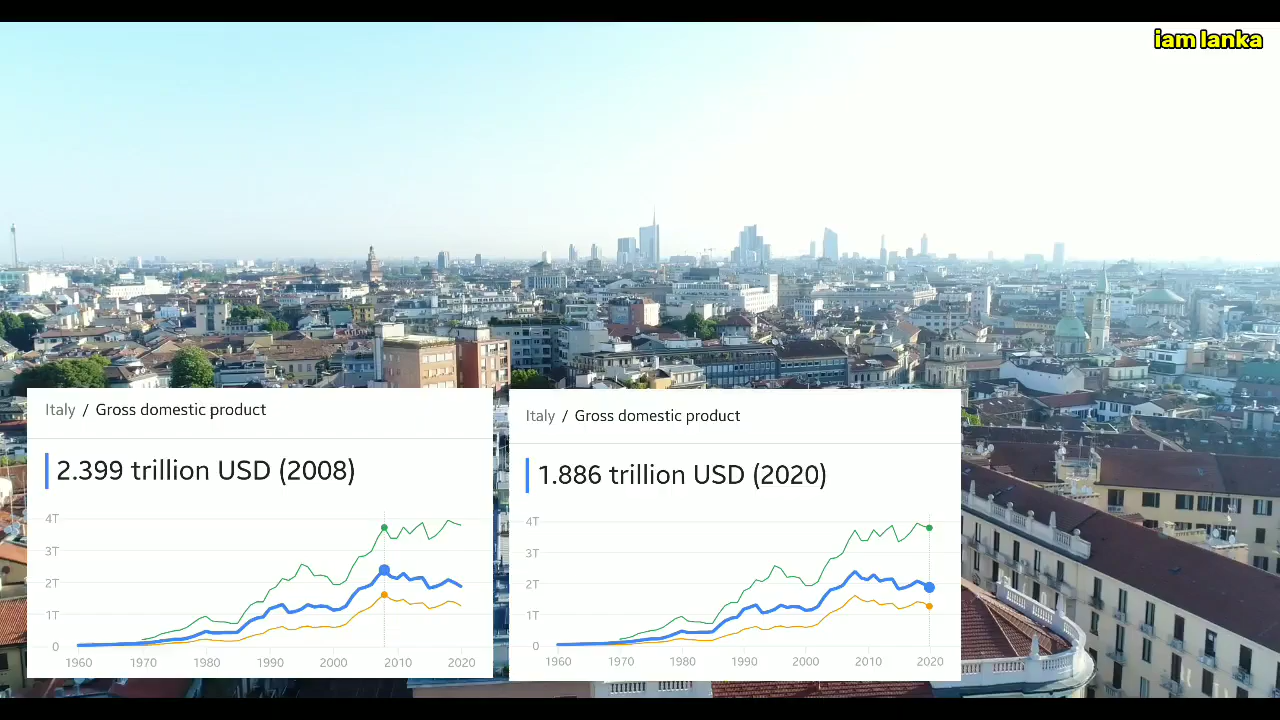 iam lanka
Italy / Gross domestic product
2.399 trillion USD (2008)
4T
3T
2T
1T
0
1960 1970 1980 2000 2010 2020
Italy / Gross domestic product
1.886 trillion USD (2020)
4T
3T
2T
1T
0
1960 1970 1980 1990 2000 2010 2020